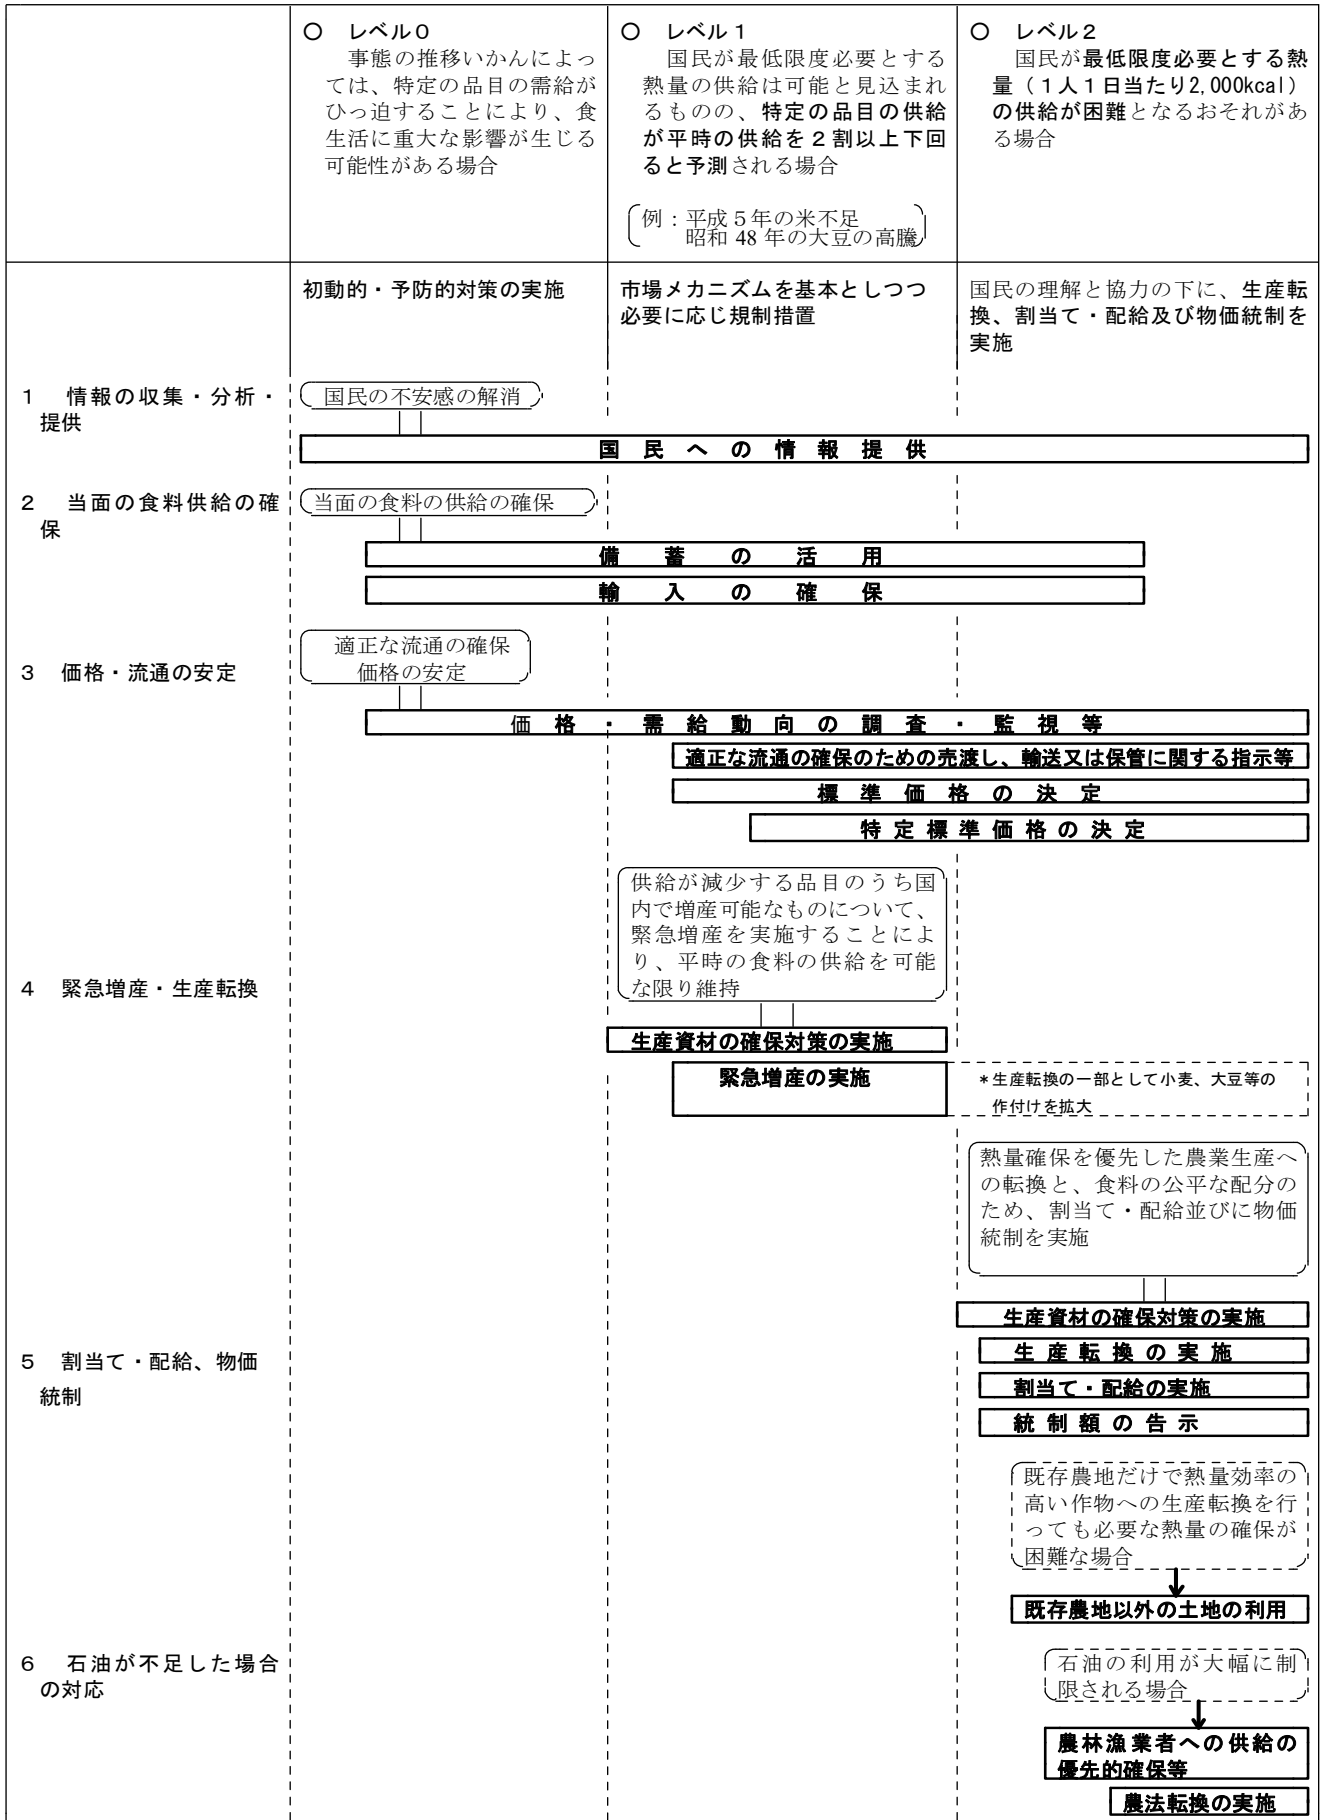 ○　レベル０
事態の推移いかんによっ
ては、特定の品目の需給が
ひっ迫することにより、食
生活に重大な影響が生じる
可能性がある場合
○　レベル１
国民が最低限度必要とする
熱量の供給は可能と見込まれ
るものの、特定の品目の供給
が平時の供給を２割以上下回
ると予測される場合
例：平成５年の米不足
昭和 48 年の大豆の高騰
○　レベル２
国民が最低限度必要とする熱
量（１人１日当たり2,000kcal）
の供給が困難となるおそれがあ
る場合
初動的・予防的対策の実施
市場メカニズムを基本としつつ
必要に応じ規制措置
国民の理解と協力の下に、生産転
換、割当て・配給及び物価統制を
実施
１　情報の収集・分析・
提供
国民の不安感の解消
国民への情報提供
２　当面の食料供給の確
保
当面の食料の供給の確保
備蓄の活用
輸入の確保
３　価格・流通の安定
適正な流通の確保
価格の安定
価格・需給動向の調査・監視等
適正な流通の確保のための売渡し、輸送又は保管に関する指示等
標準価格の決定
特定標準価格の決定
４　緊急増産・生産転換
供給が減少する品目のうち国
内で増産可能なものについて、
緊急増産を実施することによ
り、平時の食料の供給を可能
な限り維持
生産資材の確保対策の実施
緊急増産の実施
＊生産転換の一部として小麦、大豆等の
作付けを拡大
熱量確保を優先した農業生産へ
の転換と、食料の公平な配分の
ため、割当て・配給並びに物価
統制を実施
生産資材の確保対策の実施
生産転換の実施
５　割当て・配給、物価
統制
割当て・配給の実施
統制額の告示
既存農地だけで熱量効率の
高い作物への生産転換を行
っても必要な熱量の確保が
困難な場合
既存農地以外の土地の利用
６　石油が不足した場合
の対応
石油の利用が大幅に制
限される場合
農林漁業者への供給の
優先的確保等
農法転換の実施